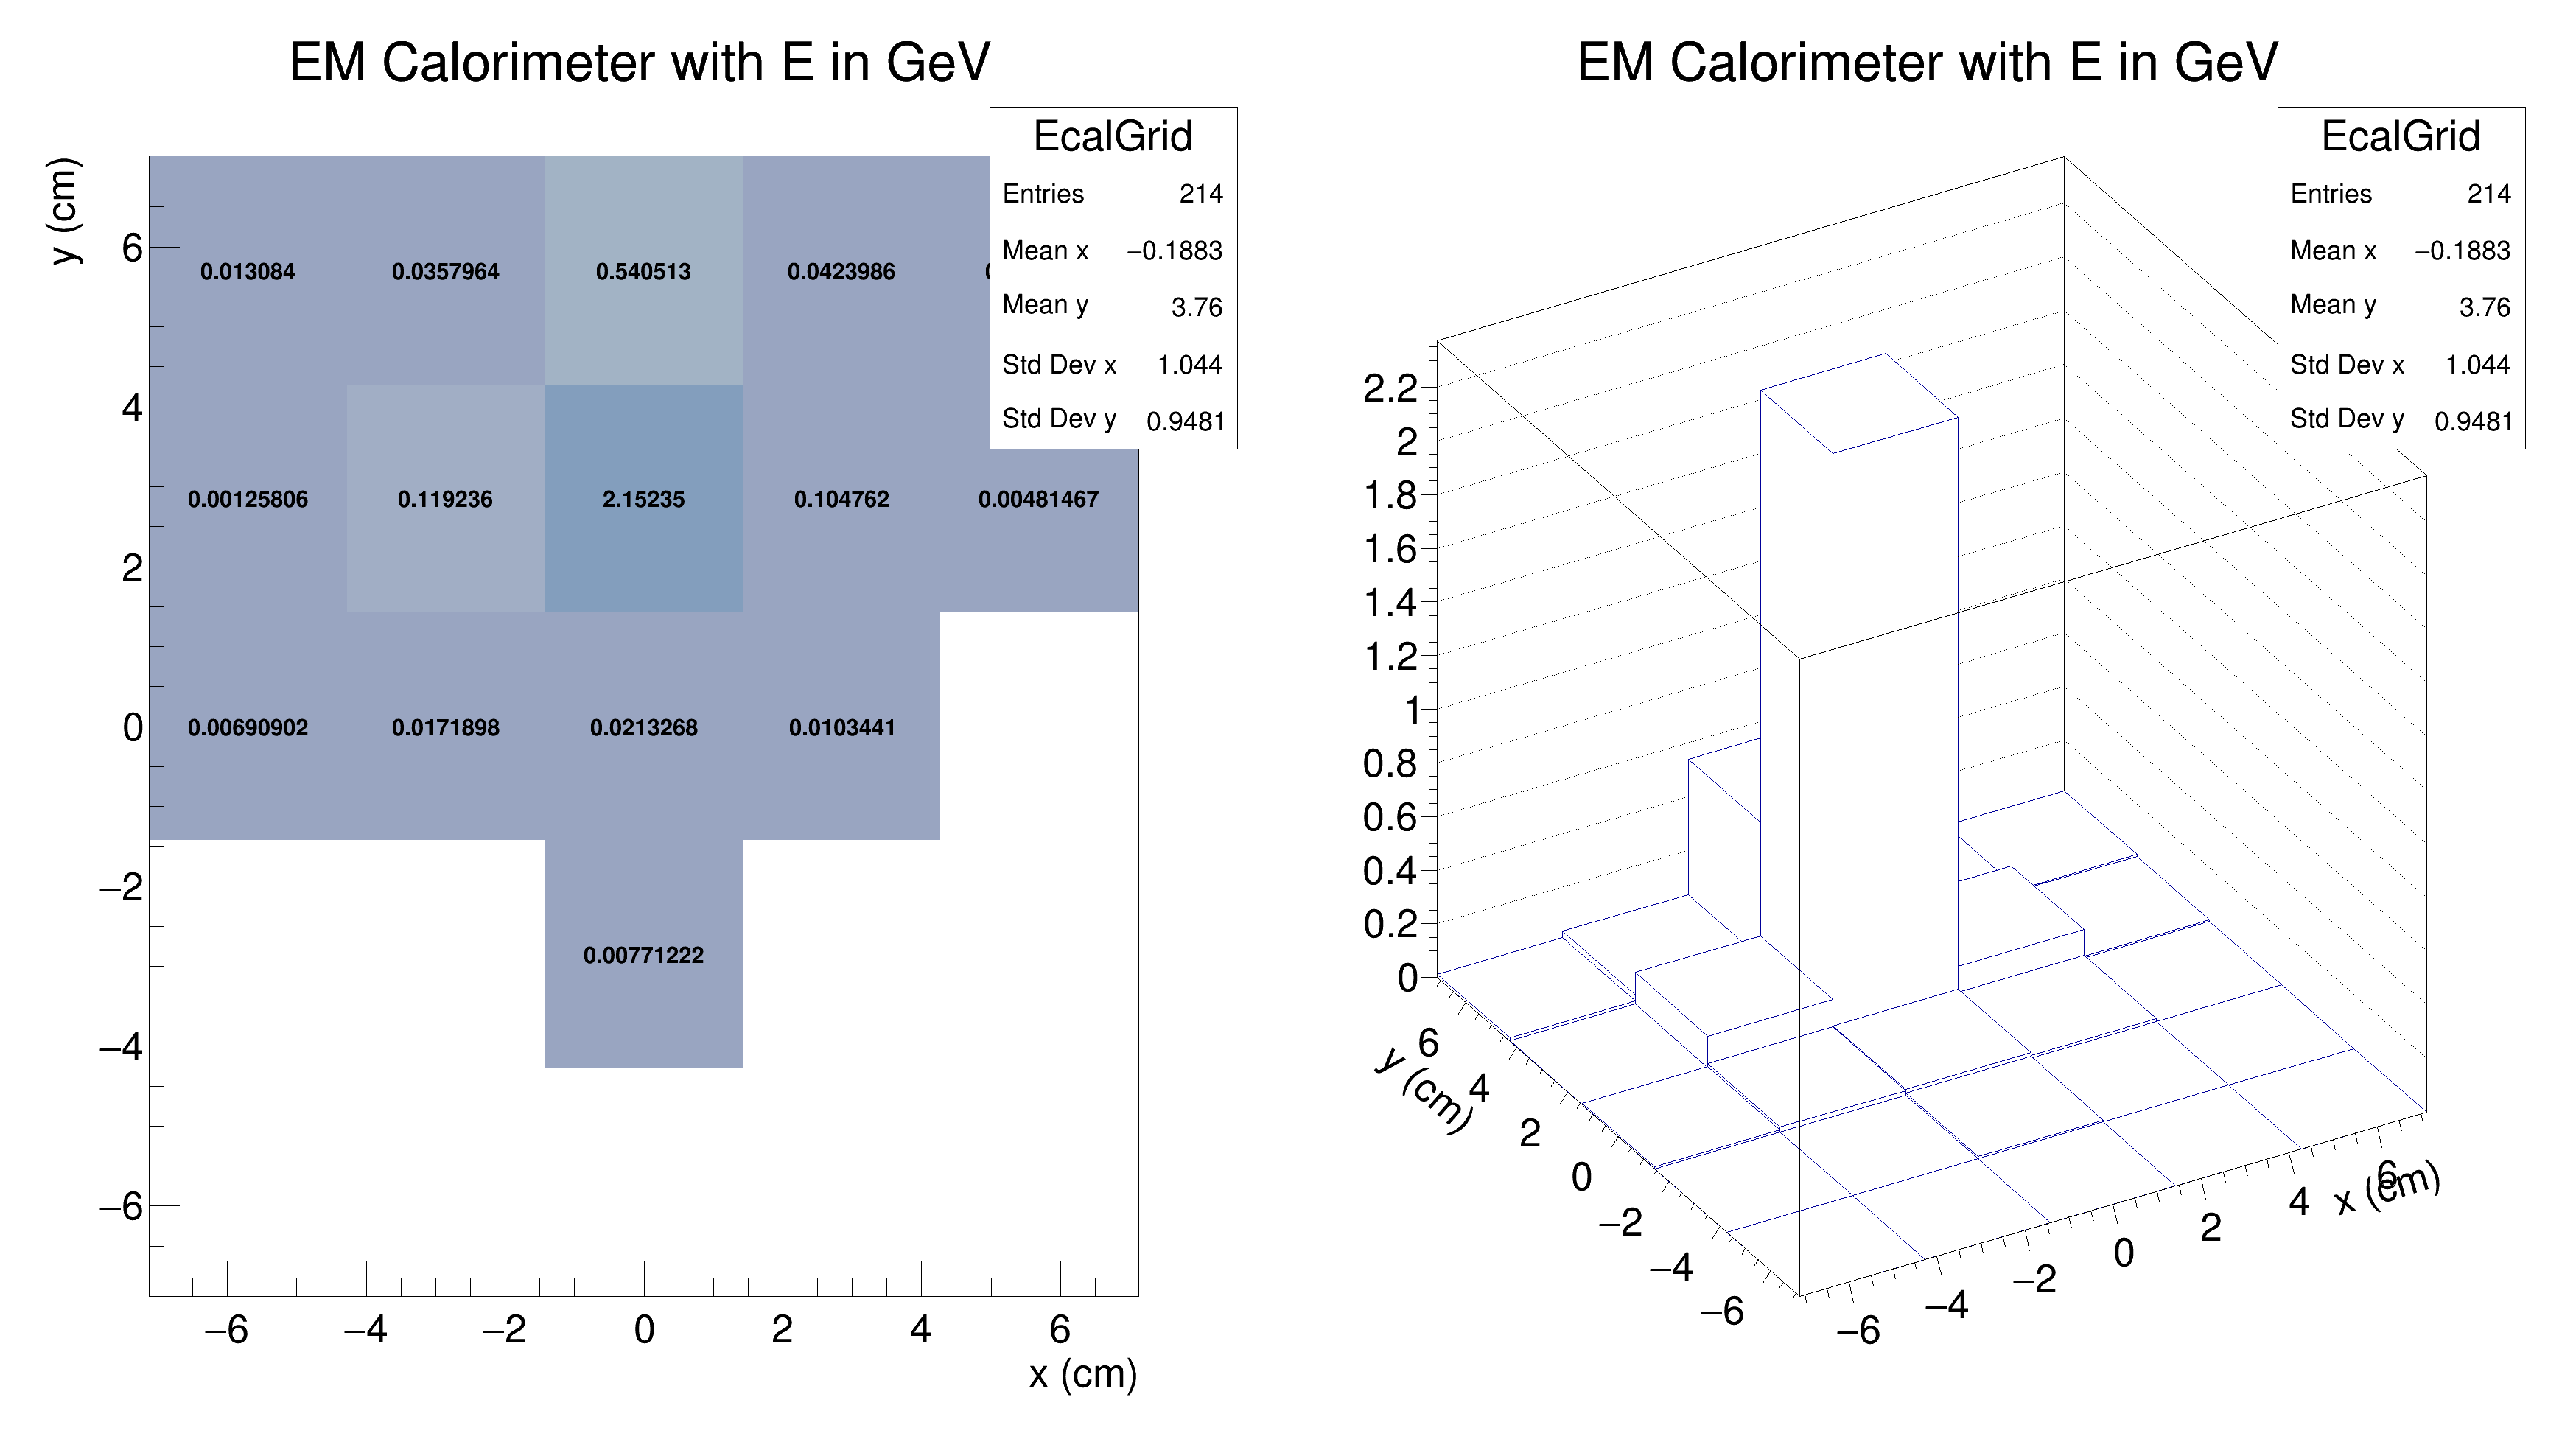 EM Calorimeter with E in GeV
EcalGrid
Entries 214
Mean x −0.1883
Mean y 3.76
Std Dev x 1.044
Std Dev y 0.9481
y (cm)
6
4
2
0
−2
−4
−6
0.013084 0.0357964 0.540513 0.0423986
0.00125806 0.119236 2.15235 0.104762 0.00481467
0.00690902 0.0171898 0.0213268 0.0103441
0.00771222
−6 −4 −2 0 2 4 6
x (cm)
EM Calorimeter with E in GeV
EcalGrid
Entries 214
Mean x −0.1883
Mean y 3.76
Std Dev x 1.044
Std Dev y 0.9481
2.2
2
1.8
1.6
1.4
1.2
1
0.8
0.6
0.4
0.2
0
y (cm)
6
4
2
0
−2
−4
−6
−6 −4 −2 0 2 4 6
x (cm)